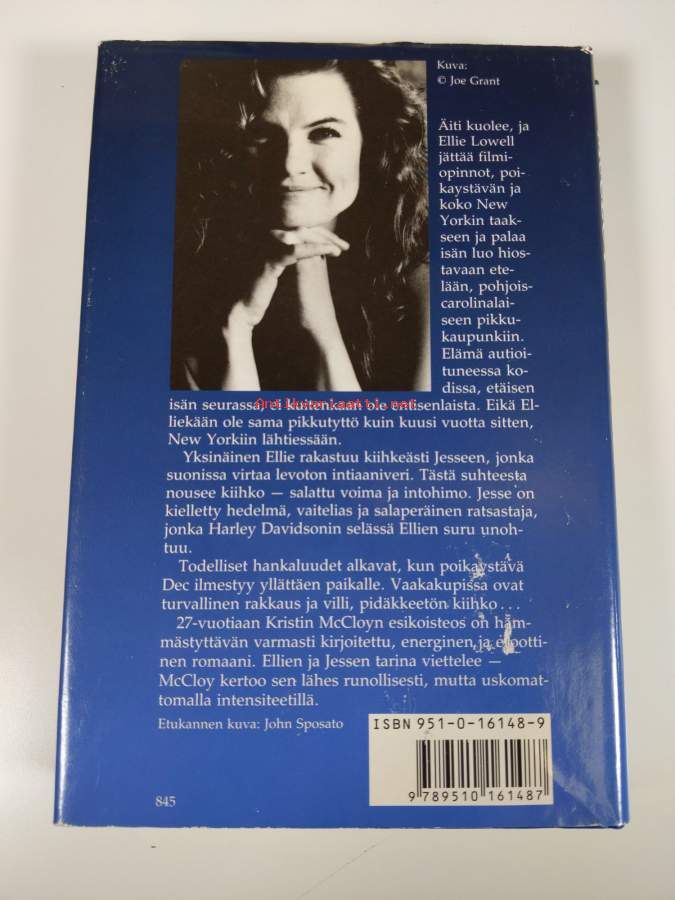 Kuva:
© Joe Grant
Äiti kuolee, ja
Ellie Lowell
jättää filmi-
opinnot, poi-
kaystävän ja
koko New
Yorkin taak-
seen ja palaa
isän luo hios-
tavaan ete-
lään, pohjois-
carolinalai-
seen pikku-
kaupunkiin.
Elämä autioi-
tuneessa ko-
dissa, etäisen
isän seurassa, ei kuitenkaan ole entisenlaista. Eikä El-
liekään ole sama pikkutyttö kuin kuusi vuotta sitten,
New Yorkiin lähtiessään.
Yksinäinen Ellie rakastuu kiihkeästi Jesseen, jonka
suonissa virtaa levoton intiaaniveri. Tästä suhteesta
nousee kiihko — salattu voima ja intohimo. Jesse on
kielletty hedelmä, vaitelias ja salaperäinen ratsastaja,
jonka Harley Davidsonin selässä Ellien suru unoh-
tuu.
Todelliset hankaluudet alkavat, kun poikaystävä
Dec ilmestyy yllättäen paikalle. Vaakakupissa ovat
turvallinen rakkaus ja villi, pidäkkeetön kiihko ...
27-vuotiaan Kristin McCloyn esikoisteos on häm-
mästyttävän varmasti kirjoitettu, energinen ja erootti-
nen romaani. Ellien ja Jessen tarina viettelee —
McCloy kertoo sen lähes runollisesti, mutta uskomat-
tomalla intensiteetillä.
Etukannen kuva: John Sposato
ISBN 951-0-16148-9
9 789510 161487
845